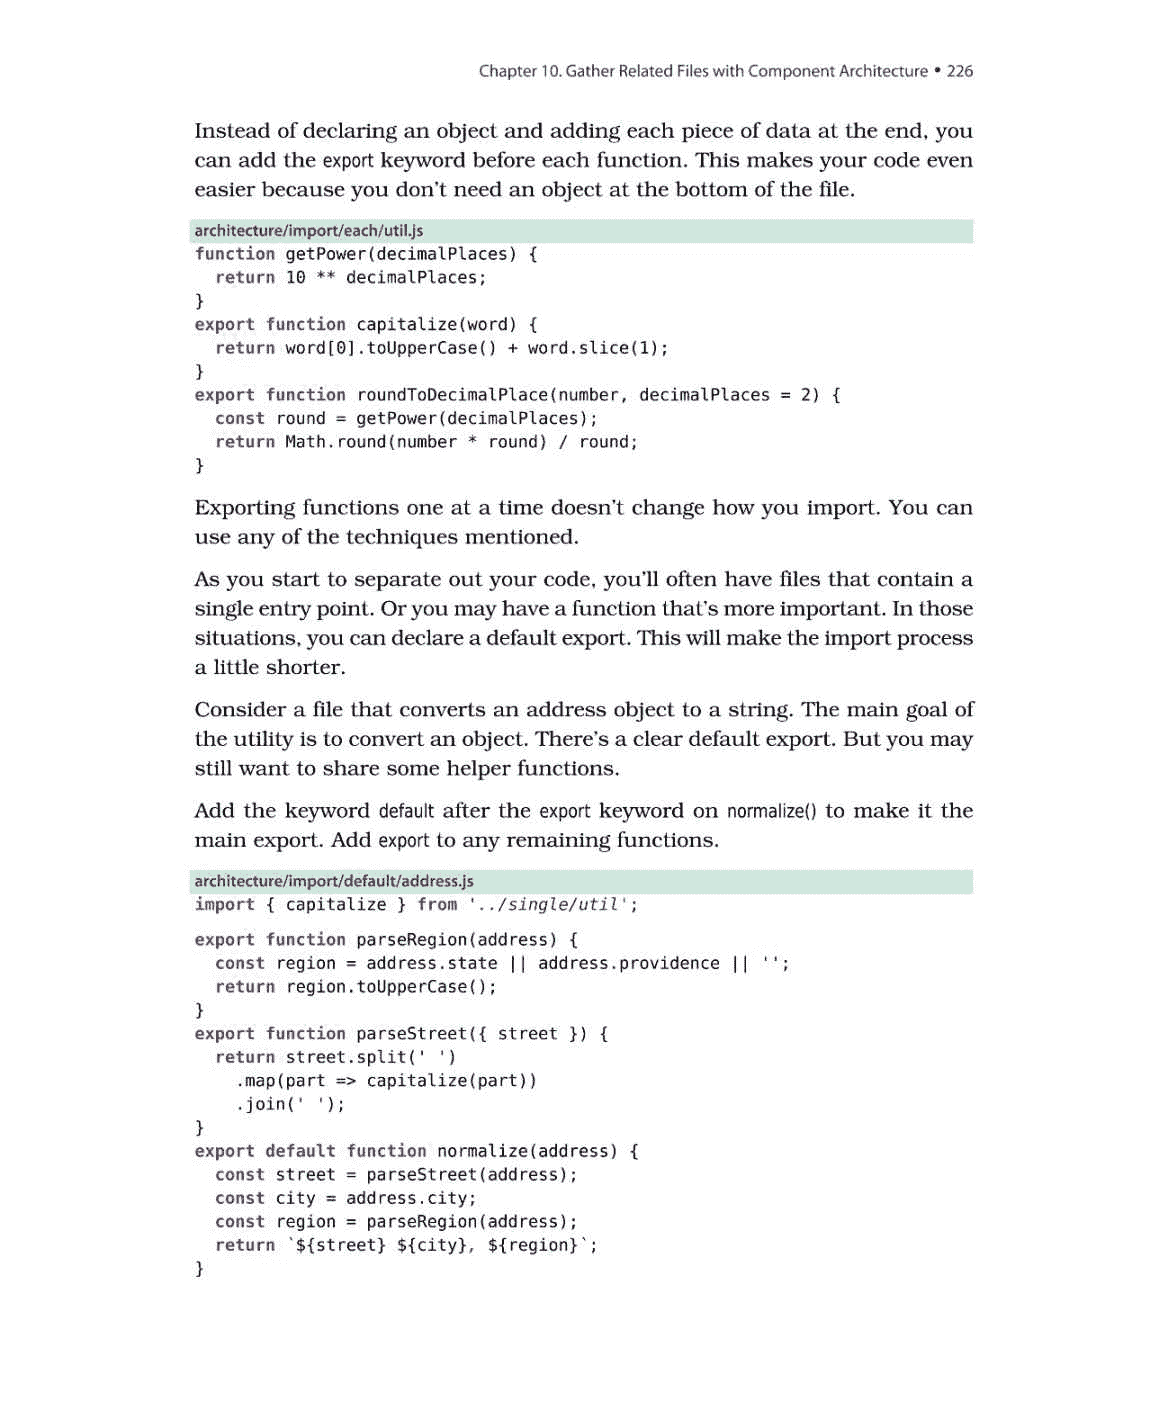 Chapter 10. Gather Related Files with Component Architecture • 226
Instead of declaring an object and adding each piece of data at the end, you
can add the export keyword before each function. This makes your code even
easier because you don't need an object at the bottom of the file.
architecture/import/each/util.js
function getPower(decimalPlaces) {
  return 10 ** decimalPlaces;
}
export function capitalize(word) {
  return word[0].toUpperCase() + word.slice(1);
}
export function roundToDecimalPlace(number, decimalPlaces = 2) {
  const round = getPower(decimalPlaces);
  return Math.round(number * round) / round;
}
Exporting functions one at a time doesn't change how you import. You can
use any of the techniques mentioned.
As you start to separate out your code, you'll often have files that contain a
single entry point. Or you may have a function that's more important. In those
situations, you can declare a default export. This will make the import process
a little shorter.
Consider a file that converts an address object to a string. The main goal of
the utility is to convert an object. There's a clear default export. But you may
still want to share some helper functions.
Add the keyword default after the export keyword on normalize() to make it the
main export. Add export to any remaining functions.
architecture/import/default/address.js
import { capitalize } from '../single/util';
export function parseRegion(address) {
  const region = address.state || address.providence || '';
  return region.toUpperCase();
}
export function parseStreet({ street }) {
  return street.split(' ')
    .map(part => capitalize(part))
    .join(' ');
}
export default function normalize(address) {
  const street = parseStreet(address);
  const city = address.city;
  const region = parseRegion(address);
  return `${street} ${city}, ${region}`;
}